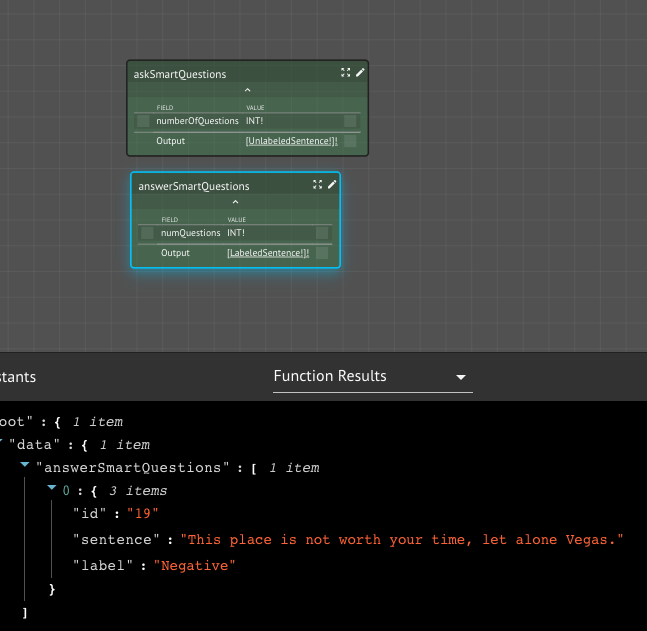 askSmartQuestions
FIELD VALUE
numberOfQuestions INT!
Output [UnlabeledSentence!]!
answerSmartQuestions
FIELD VALUE
numQuestions INT!
Output [LabeledSentence!]!
stants Function Results
oot" : { 1 item
"data" : { 1 item
"answerSmartQuestions" : [ 1 item
0 : { 3 items
"id" : "19"
"sentence" : "This place is not worth your time, let alone Vegas."
"label" : "Negative"
}
]